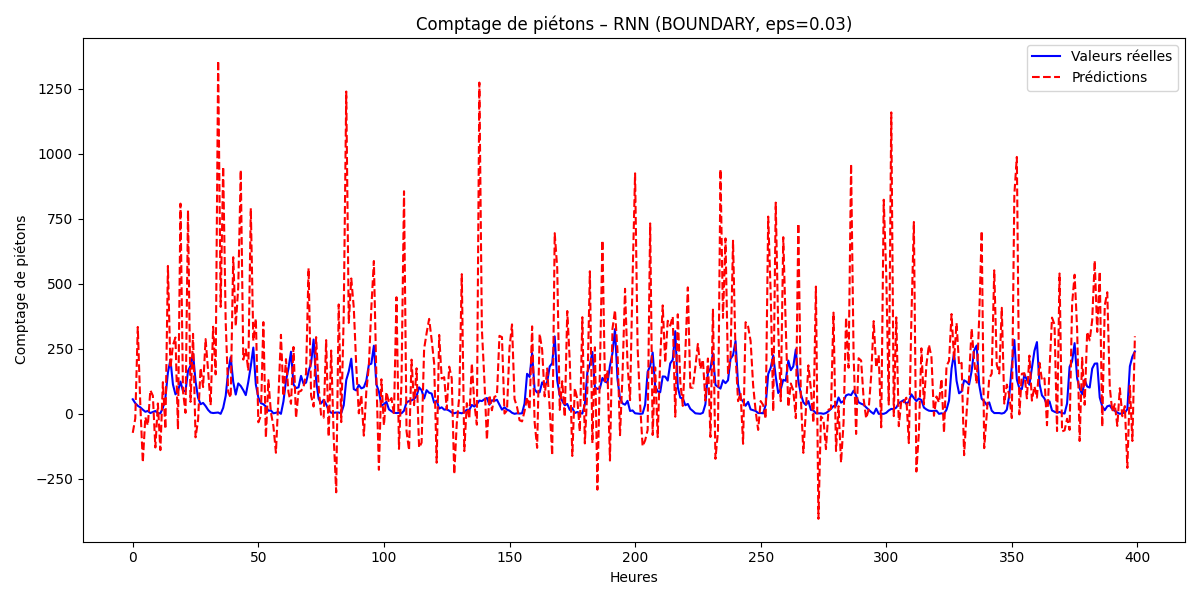 Comptage de piétons – RNN (BOUNDARY, eps=0.03)
Valeurs réelles
Prédictions
Comptage de piétons
1250
1000
750
500
250
0
−250
0 50 100 150 200 250 300 350 400
Heures